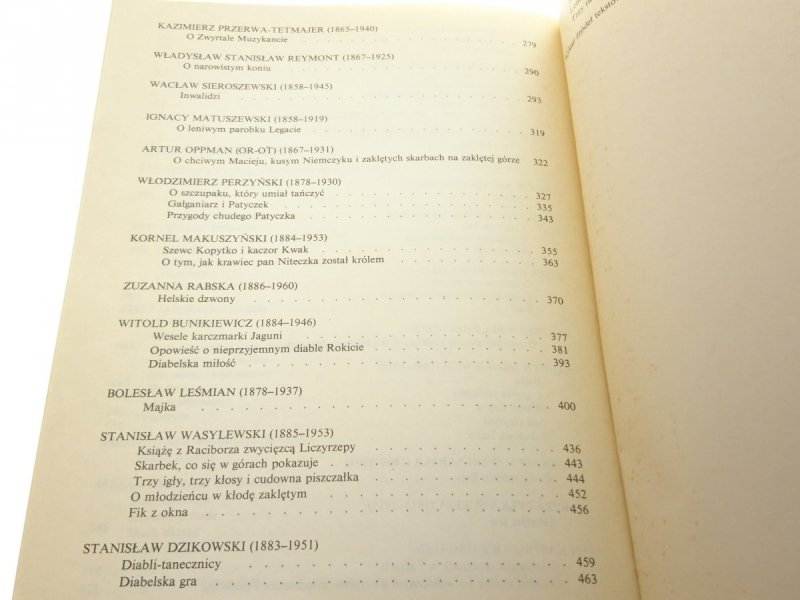 KAZIMIERZ PRZERWA-TETMAJER (1865–1940)
O Zwyrtale Muzykancie . . . . . . . . . . . . . . . . 279
WŁADYSŁAW STANISŁAW REYMONT (1867–1925)
O narowistym koniu . . . . . . . . . . . . . . . . 290
WACŁAW SIEROSZEWSKI (1858–1945)
Inwalidzi . . . . . . . . . . . . . . . . 293
IGNACY MATUSZEWSKI (1858–1919)
O leniwym parobku Legacie . . . . . . . . . . . . . . . . 319
ARTUR OPPMAN (OR-OT) (1867–1931)
O chciwym Macieju, kusym Niemczyku i zaklętych skarbach na zaklętej górze 322
WŁODZIMIERZ PERZYŃSKI (1878–1930)
O szczupaku, który umiał tańczyć . . . . . . . . . . . . . . 327
Gałganiarz i Patyczek . . . . . . . . . . . . . . . . 335
Przygody chudego Patyczka . . . . . . . . . . . . . . . 343
KORNEL MAKUSZYŃSKI (1884–1953)
Szewc Kopytko i kaczor Kwak . . . . . . . . . . . . . . 355
O tym, jak krawiec pan Niteczka został królem . . . . . . . . . . 363
ZUZANNA RABSKA (1886–1960)
Helskie dzwony . . . . . . . . . . . . . . . . 370
WITOLD BUNIKIEWICZ (1884–1946)
Wesele karczmarki Jaguni . . . . . . . . . . . . . . . 377
Opowieść o nieprzyjemnym diable Rokicie . . . . . . . . . . . 381
Diabelska miłość . . . . . . . . . . . . . . . . 393
BOLESŁAW LEŚMIAN (1878–1937)
Majka . . . . . . . . . . . . . . . . 400
STANISŁAW WASYLEWSKI (1885–1953)
Książę z Raciborza zwycięzcą Liczyrzepy . . . . . . . . . . . 436
Skarbek, co się w górach pokazuje . . . . . . . . . . . . . 443
Trzy igły, trzy kłosy i cudowna piszczałka . . . . . . . . . . . 444
O młodzieńcu w kłodę zaklętym . . . . . . . . . . . . . 452
Fik z okna . . . . . . . . . . . . . . . . 456
STANISŁAW DZIKOWSKI (1883–1951)
Diabli-tanecznicy . . . . . . . . . . . . . . . . 459
Diabelska gra . . . . . . . . . . . . . . . . 463
Trzy
źródeł tekstów